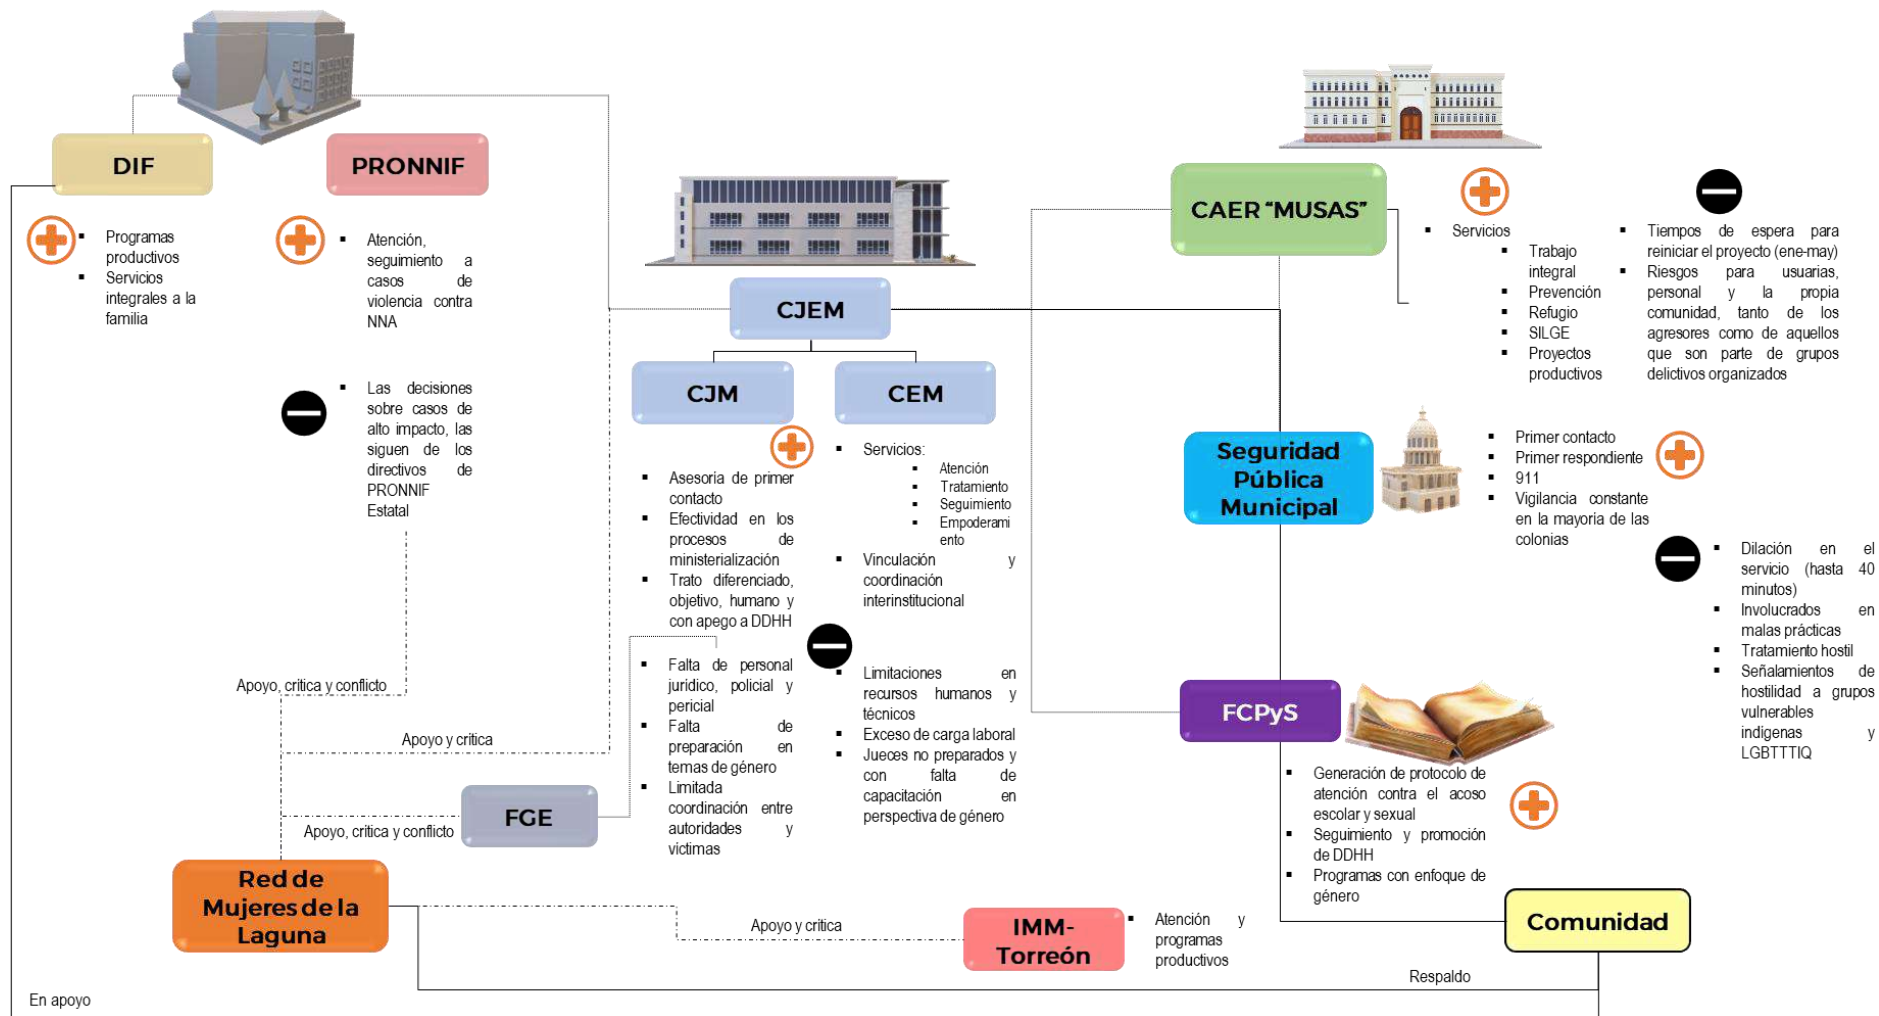 DIF
Programas
productivos
Servicios
integrales a la
familia
PRONNIF
Atención,
seguimiento a
casos de
violencia contra
NNA
Las decisiones
sobre casos de
alto impacto, las
siguen de los
directivos de
PRONNIF
Estatal
CJEM
CJM
Asesoría de primer
contacto
Efectividad en los
procesos de
ministerialización
Trato diferenciado,
objetivo, humano y
con apego a DDHH
Falta de personal
jurídico, policial y
pericial
Falta de
preparación en
temas de género
Limitada
coordinación entre
autoridades y
victimas
CEM
Servicios:
Atención
Tratamiento
Seguimiento
Empoderami
ento
Vinculación y
coordinación
interinstitucional
Limitaciones en
recursos humanos y
técnicos
Exceso de carga laboral
Jueces no preparados y
con falta de
capacitación en
perspectiva de género
CAER “MUSAS”
Servicios
Trabajo
integral
Prevención
Refugio
SILGE
Proyectos
productivos
Tiempos de espera para
reiniciar el proyecto (ene-may)
Riesgos para usuarias,
personal y la propia
comunidad, tanto de los
agresores como de aquellos
que son parte de grupos
delictivos organizados
Seguridad
Pública
Municipal
Primer contacto
Primer respondiente
911
Vigilancia constante
en la mayoría de las
colonias
Dilación en el
servicio (hasta 40
minutos)
Involucrados en
malas prácticas
Tratamiento hostil
Señalamientos de
hostilidad a grupos
vulnerables
indígenas y
LGBTTTIQ
FCPyS
Generación de protocolo de
atención contra el acoso
escolar y sexual
Seguimiento y promoción
de DDHH
Programas con enfoque de
género
Apoyo, crítica y conflicto
Apoyo y crítica
FGE
Apoyo, crítica y conflicto
Red de
Mujeres de la
Laguna
Apoyo y crítica
IMM-
Torreón
Atención y
programas
productivos
Comunidad
Respaldo
En apoyo